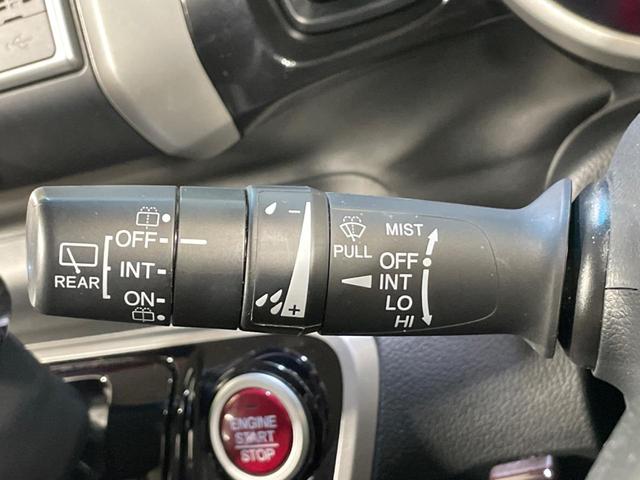 REAR
OFF
INT
ON
-
+
PULL
MIST
OFF
INT
LO
HI
ENGINE
START
STOP